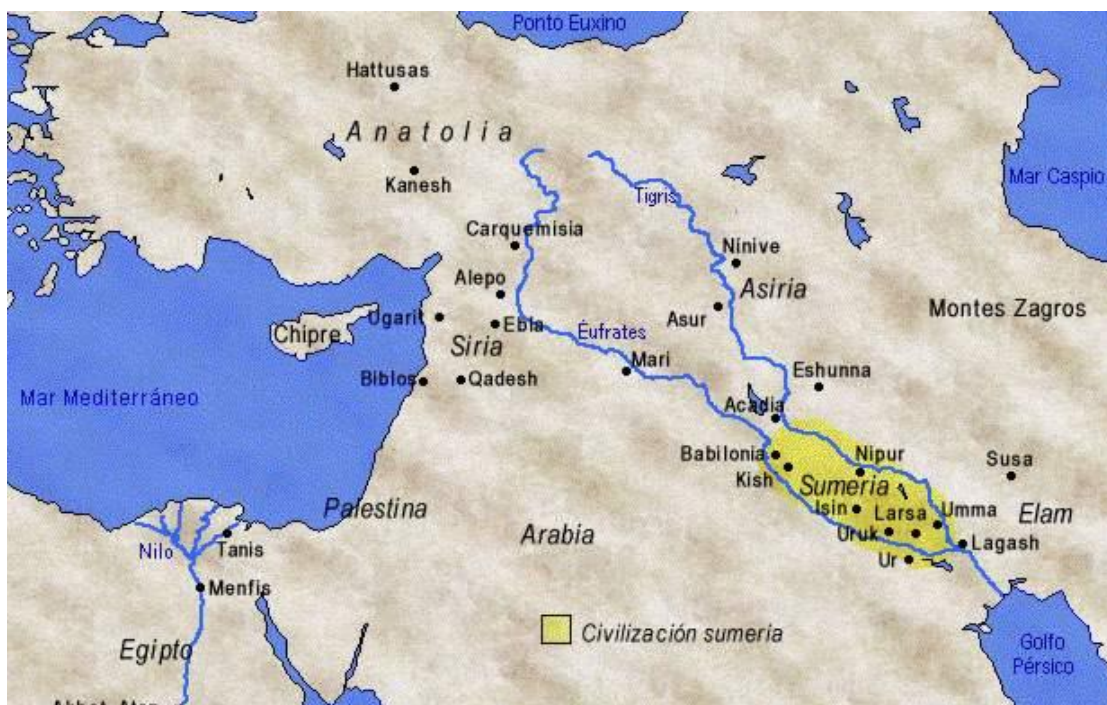 Ponto Euxino
Hattusas
Anatolia
Kanesh
Mar Caspio
Tigris
Carquemisia
Nínive
Alepo
Asiria
Montes Zagros
Ugarit
Chipre
Ebla
Asur
Siria
Éufrates
Mari
Biblos
Qadesh
Eshunna
Mar Mediterráneo
Acadia
Babilonia
Nipur
Susa
Kish
Sumeria
Palestina
Isin
Larsa
Umma
Elam
Arabia
Uruk
Lagash
Nilo
Tanis
Ur
Menfis
Civilización sumeria
Egipto
Golfo
Pérsico